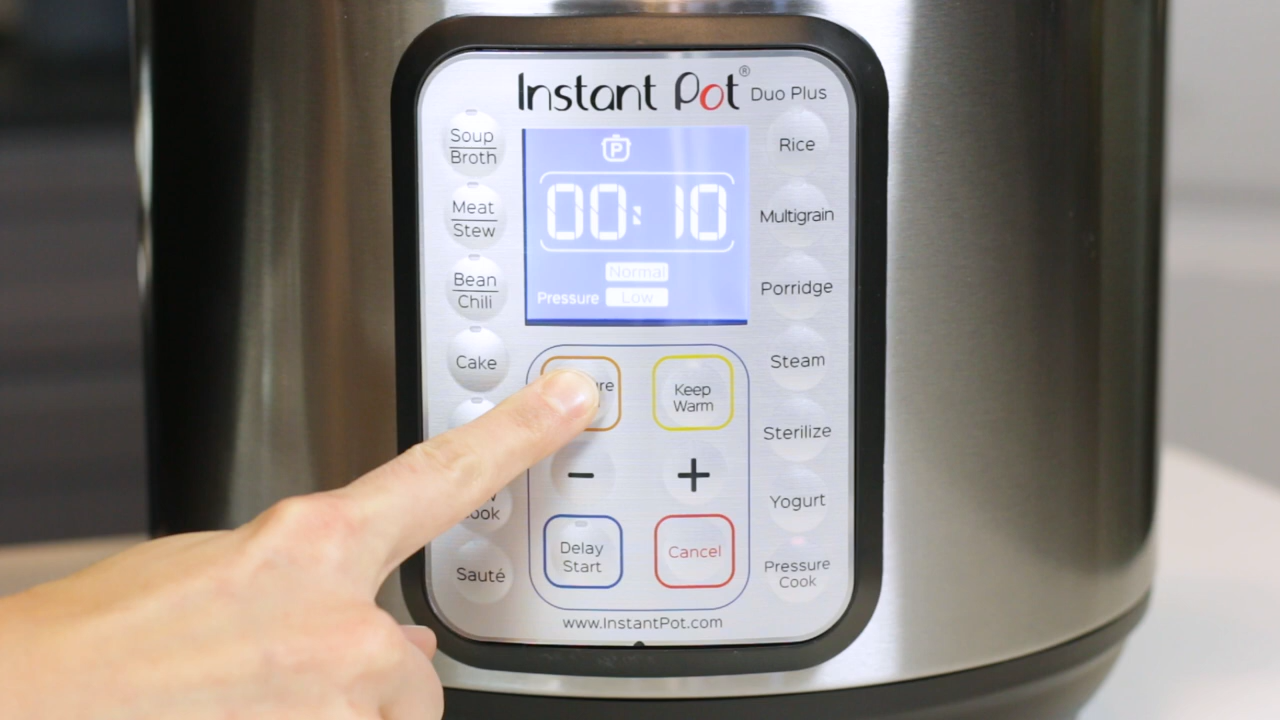 Instant Pot® Duo Plus
Soup
Broth
Meat
Stew
Bean
Chili
Cake
Sauté
P
00:10
Normal
Pressure Low
Keep
Warm
−
+
Delay
Start
Cancel
Rice
Multigrain
Porridge
Steam
Sterilize
Yogurt
Pressure
Cook
www.InstantPot.com